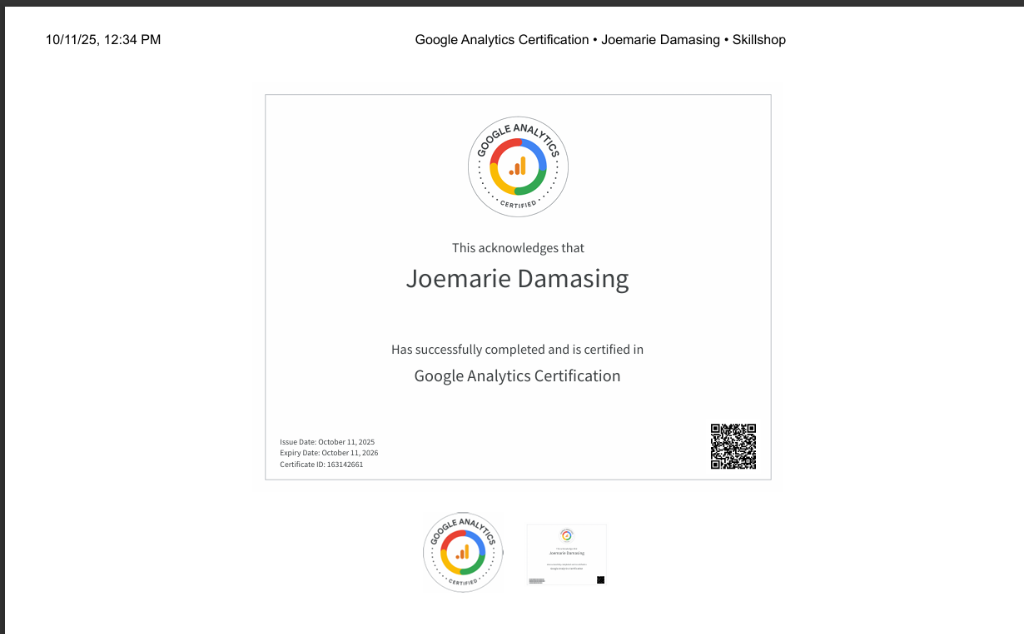 10/11/25, 12:34 PM
Google Analytics Certification • Joemarie Damasing • Skillshop
GOOGLE ANALYTICS
CERTIFIED
This acknowledges that
Joemarie Damasing
Has successfully completed and is certified in
Google Analytics Certification
Issue Date: October 11, 2025
Expiry Date: October 11, 2026
Certificate ID: 163142661
GOOGLE ANALYTICS
CERTIFIED
Joemarie Damasing